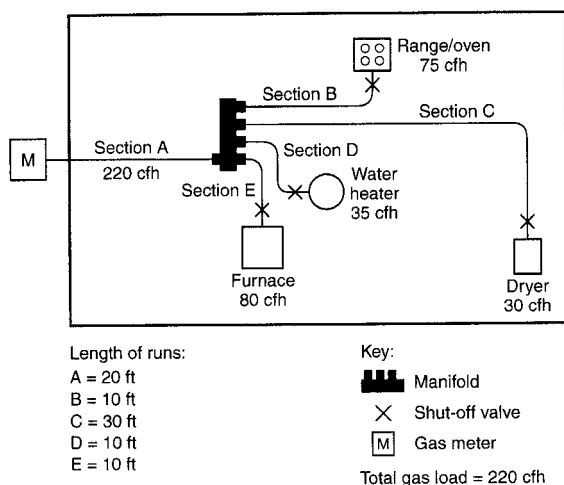 Range/oven
75 cfh
Section B
Section C
Section A
M
220 cfh
Section D
Section E
Water
heater
35 cfh
Furnace
80 cfh
Dryer
30 cfh
Length of runs:
A = 20 ft
B = 10 ft
C = 30 ft
D = 10 ft
E = 10 ft
Key:
Manifold
Shut-off valve
M Gas meter
Total gas load = 220 cfh